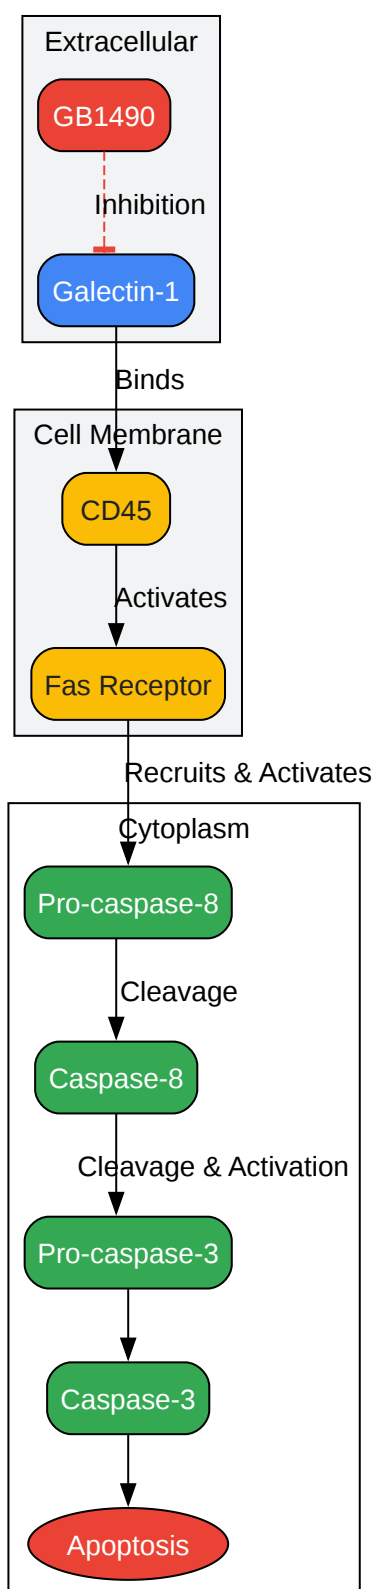 Extracellular
GB1490
Inhibition
Galectin-1
Binds
Cell Membrane
CD45
Activates
Fas Receptor
Recruits & Activates
Cytoplasm
Pro-caspase-8
Cleavage
Caspase-8
Cleavage & Activation
Pro-caspase-3
Caspase-3
Apoptosis